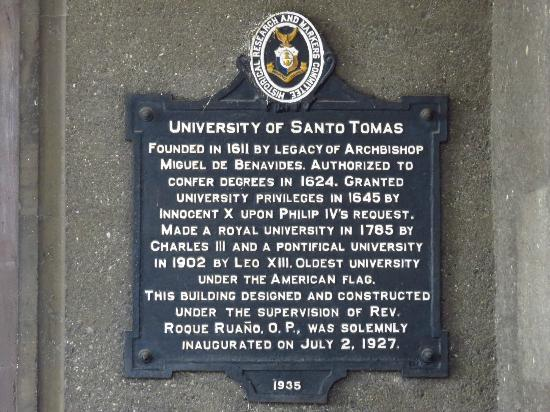 HISTORICAL RESEARCH AND MARKERS COMMITTEE
UNIVERSITY OF SANTO TOMAS
FOUNDED IN 1611 BY LEGACY OF ARCHBISHOP
MIGUEL DE BENAVIDES. AUTHORIZED TO
CONFER DEGREES IN 1624. GRANTED
UNIVERSITY PRIVILEGES IN 1645 BY
INNOCENT X UPON PHILIP IV'S REQUEST.
MADE A ROYAL UNIVERSITY IN 1785 BY
CHARLES III AND A PONTIFICAL UNIVERSITY
IN 1902 BY LEO XIII. OLDEST UNIVERSITY
UNDER THE AMERICAN FLAG.
THIS BUILDING DESIGNED AND CONSTRUCTED
UNDER THE SUPERVISION OF REV.
ROQUE RUAÑO, O. P., WAS SOLEMNLY
INAUGURATED ON JULY 2, 1927.
1935